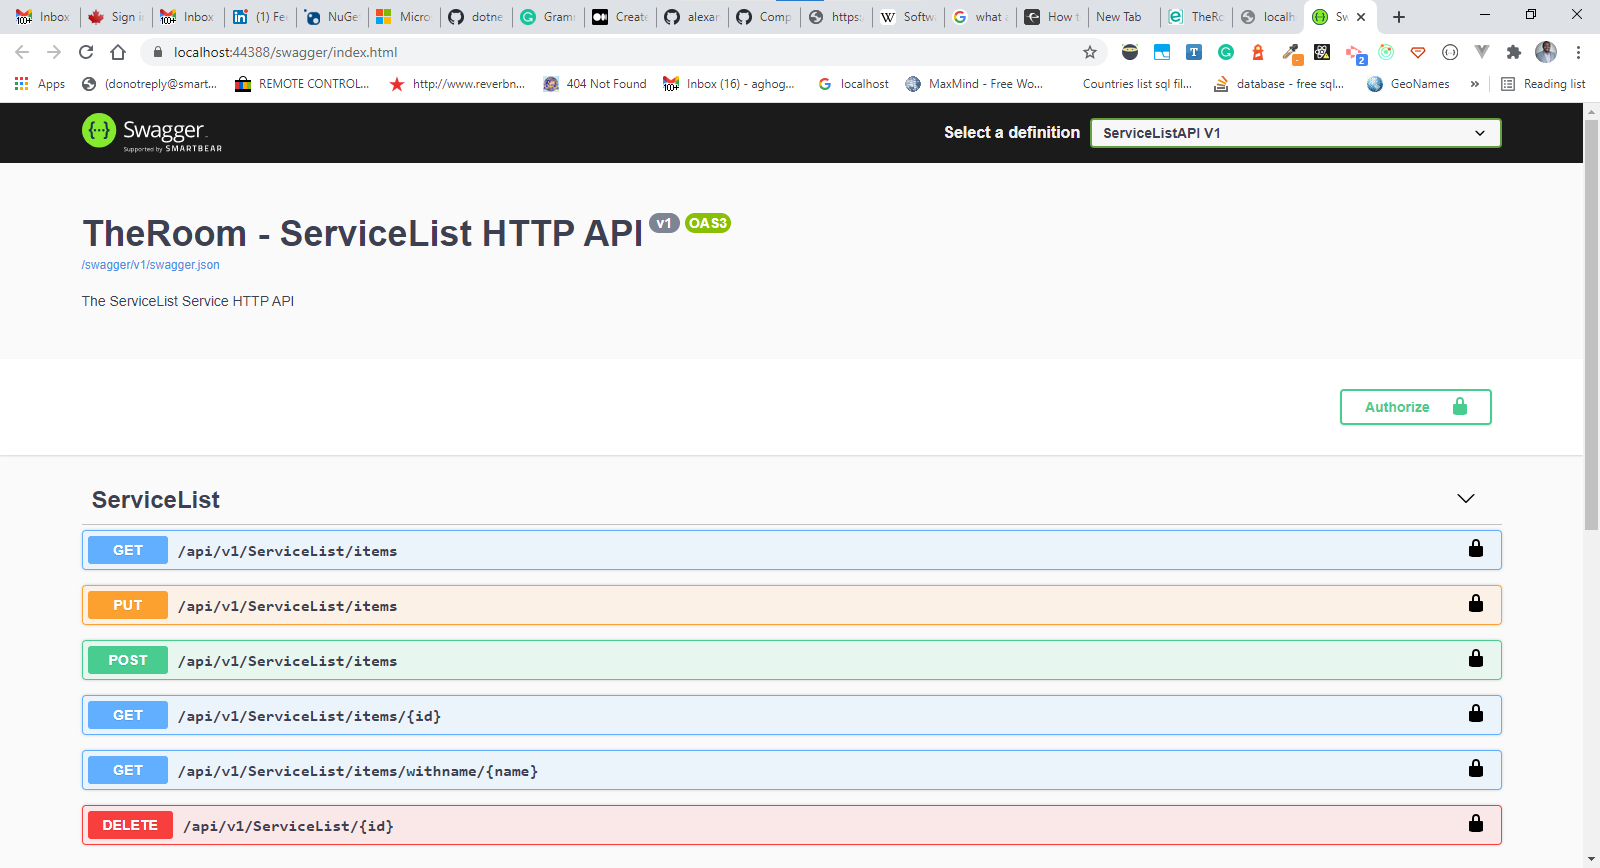 Inbox Sign i Inbox (1) Fee NuGe Micro dotne Gram Create alexar Comp https: Softw what a How t New Tab TheRo localh Sw
localhost:44388/swagger/index.html
Apps (donotreply@smart... REMOTE CONTROL... http://www.reverbn... 404 Not Found Inbox (16) - aghog... localhost MaxMind - Free Wo... Countries list sql fil... database - free sql... GeoNames » Reading list
Swagger. Select a definition ServiceListAPI V1
Supported by SMARTBEAR
TheRoom - ServiceList HTTP API v1 OAS3
/swagger/v1/swagger.json
The ServiceList Service HTTP API
Authorize
ServiceList
GET /api/v1/ServiceList/items
PUT /api/v1/ServiceList/items
POST /api/v1/ServiceList/items
GET /api/v1/ServiceList/items/{id}
GET /api/v1/ServiceList/items/withname/{name}
DELETE /api/v1/ServiceList/{id}